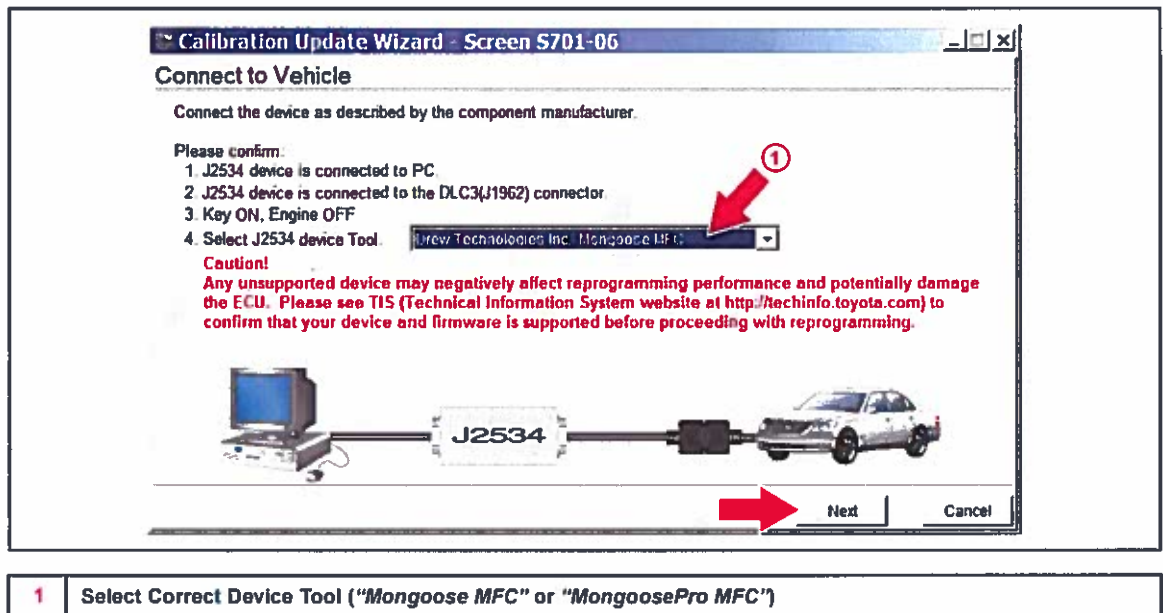 Calibration Update Wizard - Screen S701-06
Connect to Vehicle
Connect the device as described by the component manufacturer.
Please confirm:
1. J2534 device is connected to PC.
2. J2534 device is connected to the DLC3(J1962) connector.
3. Key ON, Engine OFF
4. Select J2534 device Tool. Drew Technologies Inc. Mongoose MFC
1
Caution!
Any unsupported device may negatively affect reprogramming performance and potentially damage
the ECU. Please see TIS (Technical Information System website at http://techinfo.toyota.com) to
confirm that your device and firmware is supported before proceeding with reprogramming.
J2534
Next Cancel
1 Select Correct Device Tool ("Mongoose MFC" or "MongoosePro MFC")